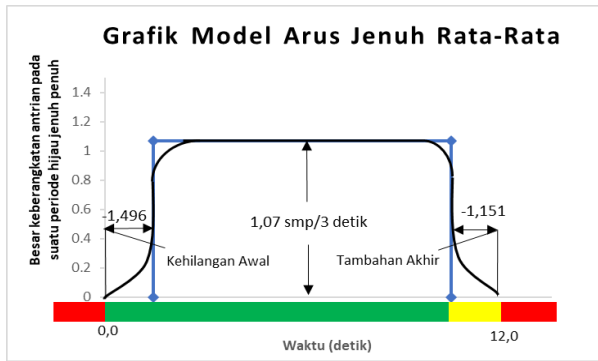 Grafik Model Arus Jenuh Rata-Rata
Besar keberangkatan antrian pada
suatu periode hijau jenuh penuh
1.4
1.2
1
0.8
0.6
0.4
0.2
0
-1,496
1,07 smp/3 detik
-1,151
Kehilangan Awal
Tambahan Akhir
0,0
12,0
Waktu (detik)